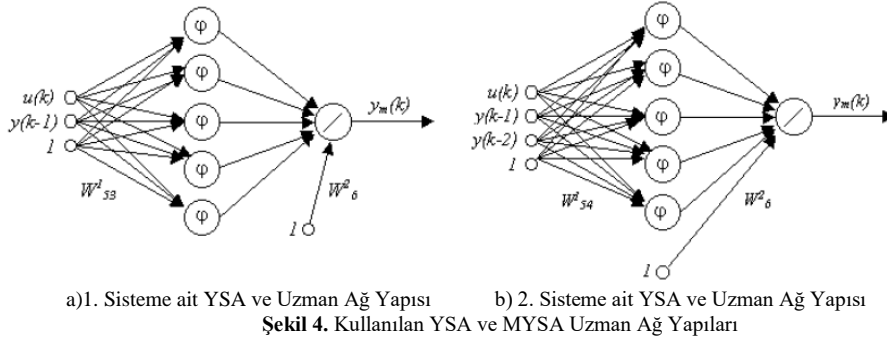 φ
φ
φ
φ
φ
u(k)
y(k-1)
1
W¹₅₃
yₘ(k)
W²₆
1
φ
φ
φ
φ
φ
u(k)
y(k-1)
y(k-2)
1
W¹₅₄
yₘ(k)
W²₆
1
a)1. Sisteme ait YSA ve Uzman Ağ Yapısı
b) 2. Sisteme ait YSA ve Uzman Ağ Yapısı
Şekil 4. Kullanılan YSA ve MYSA Uzman Ağ Yapıları